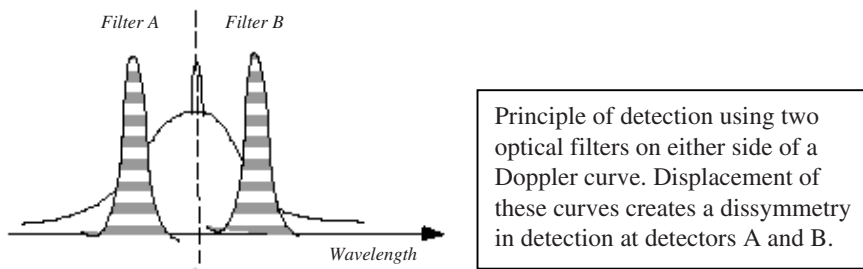 Filter A
Filter B
Wavelength
Principle of detection using two
optical filters on either side of a
Doppler curve. Displacement of
these curves creates a dissymmetry
in detection at detectors A and B.